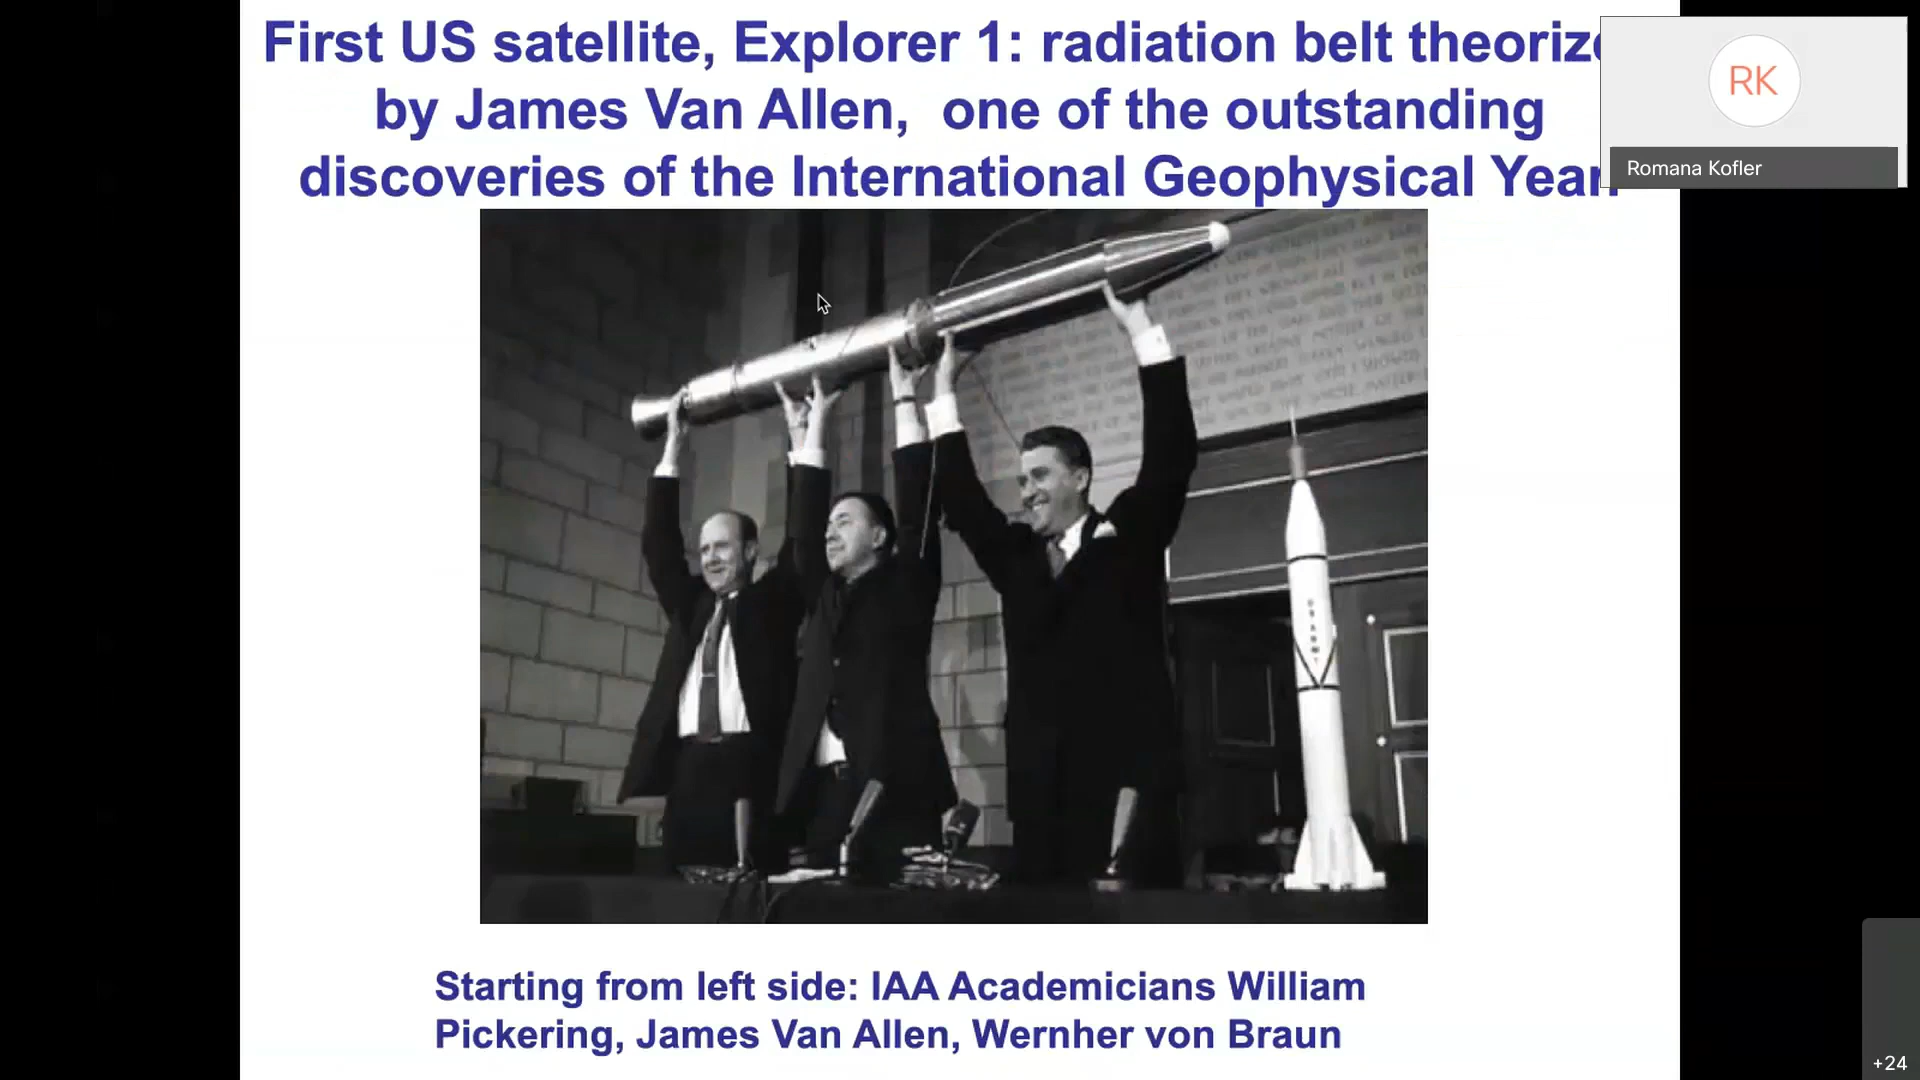 First US satellite, Explorer 1: radiation belt theorize
by James Van Allen, one of the outstanding
discoveries of the International Geophysical Year
RK
Romana Kofler
Starting from left side: IAA Academicians William
Pickering, James Van Allen, Wernher von Braun
+24